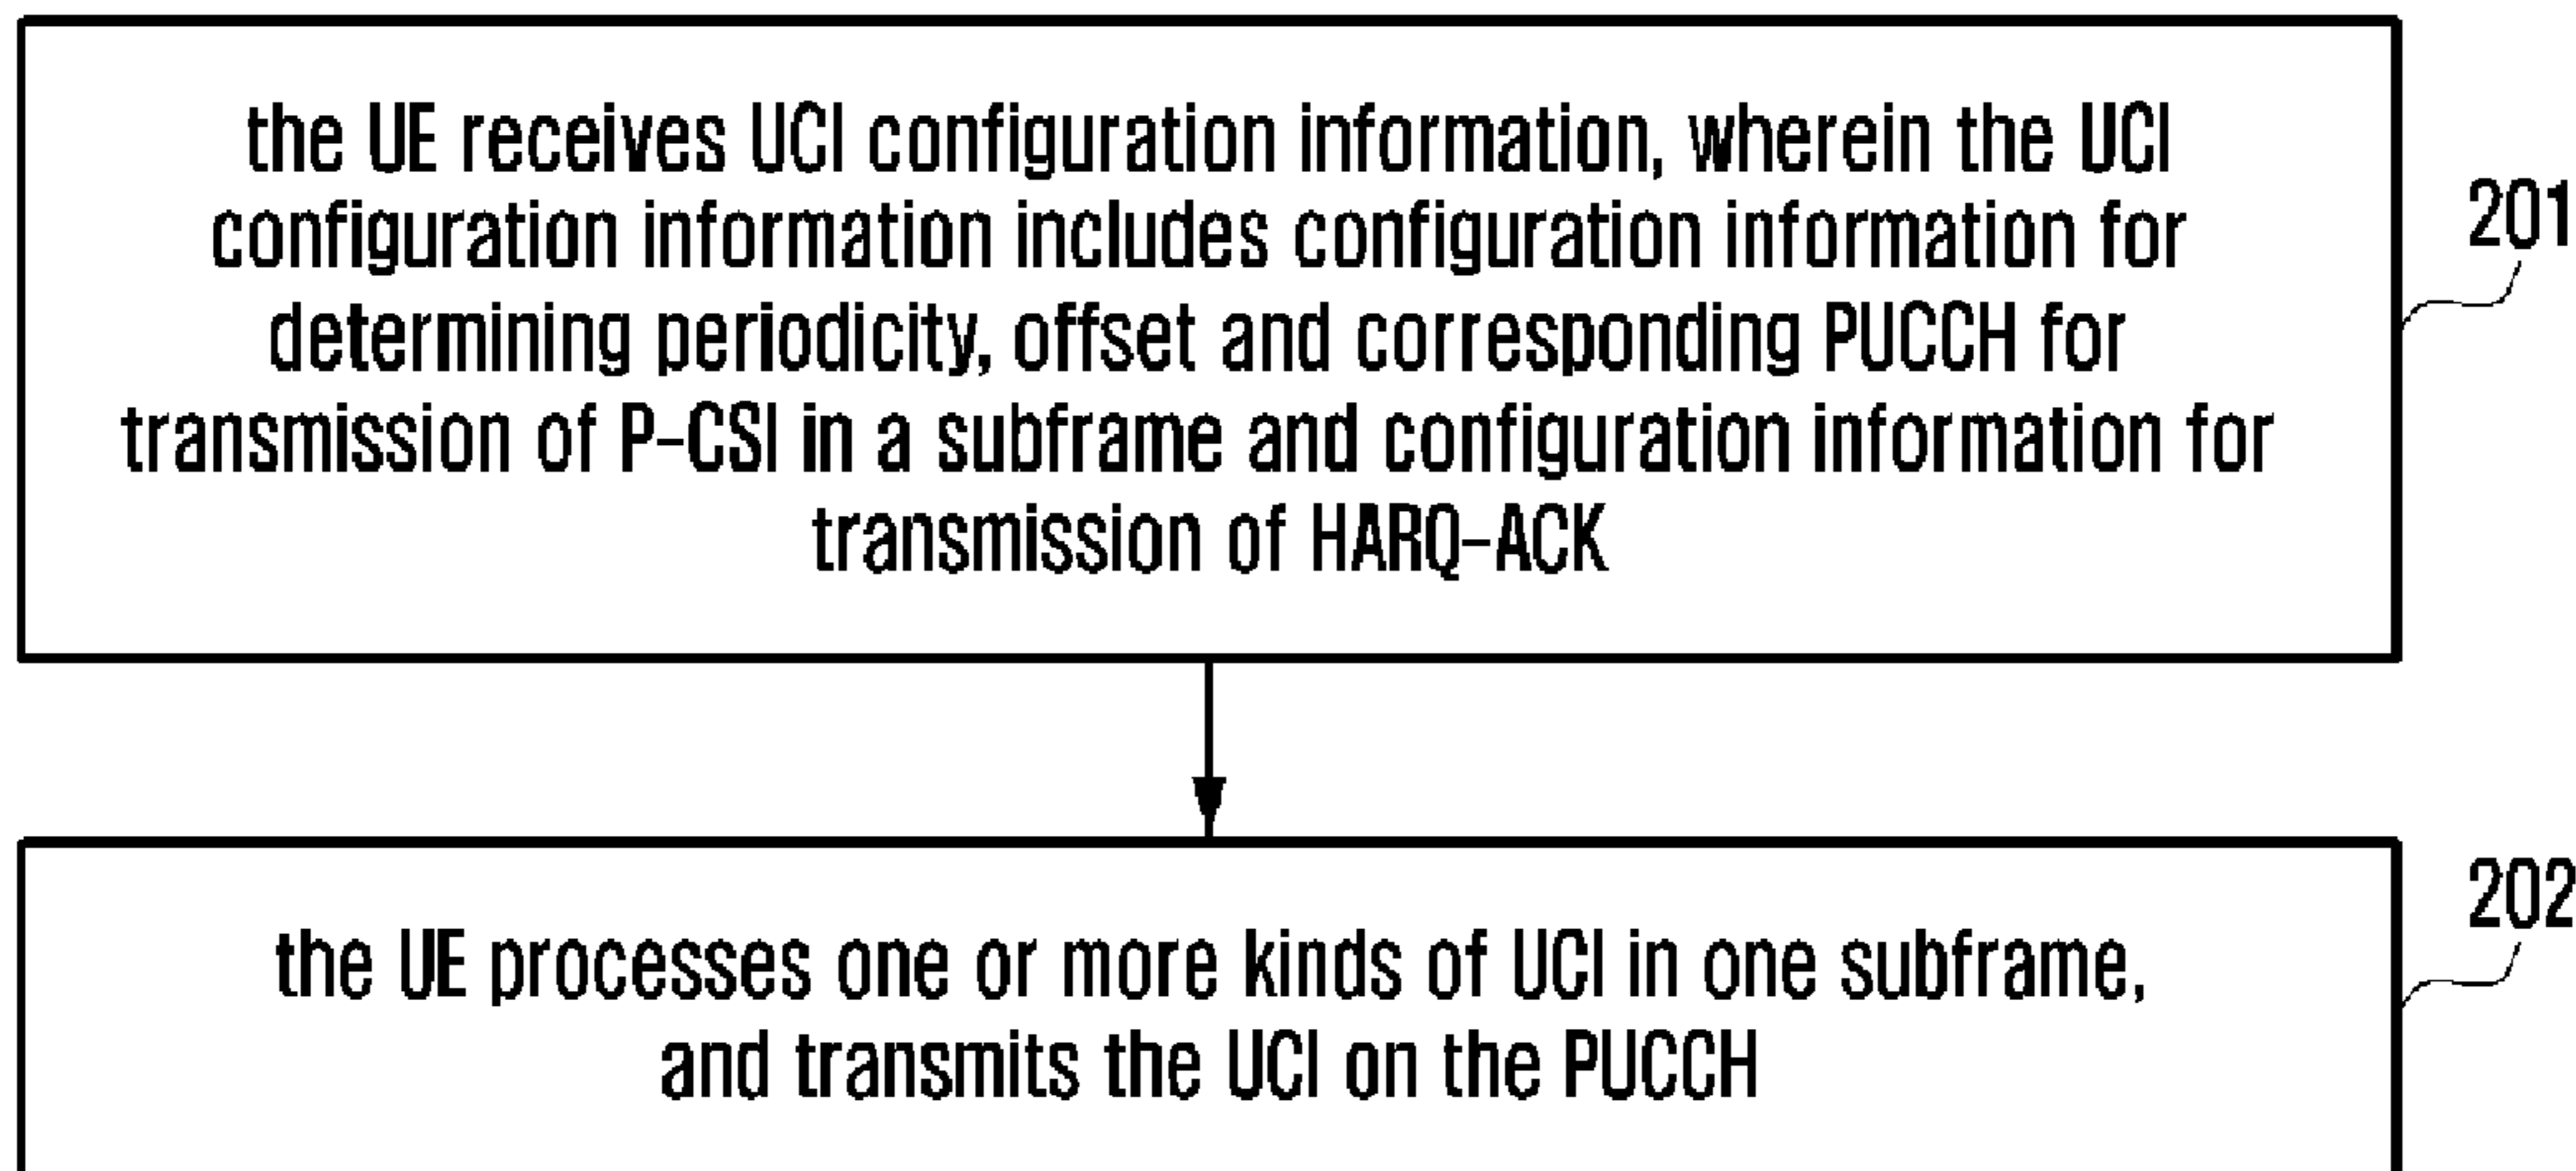 the UE receives UCI configuration information, wherein the UCI
configuration information includes configuration information for
determining periodicity, offset and corresponding PUCCH for
transmission of P-CSI in a subframe and configuration information for
transmission of HARQ-ACK
201
the UE processes one or more kinds of UCI in one subframe,
and transmits the UCI on the PUCCH
202